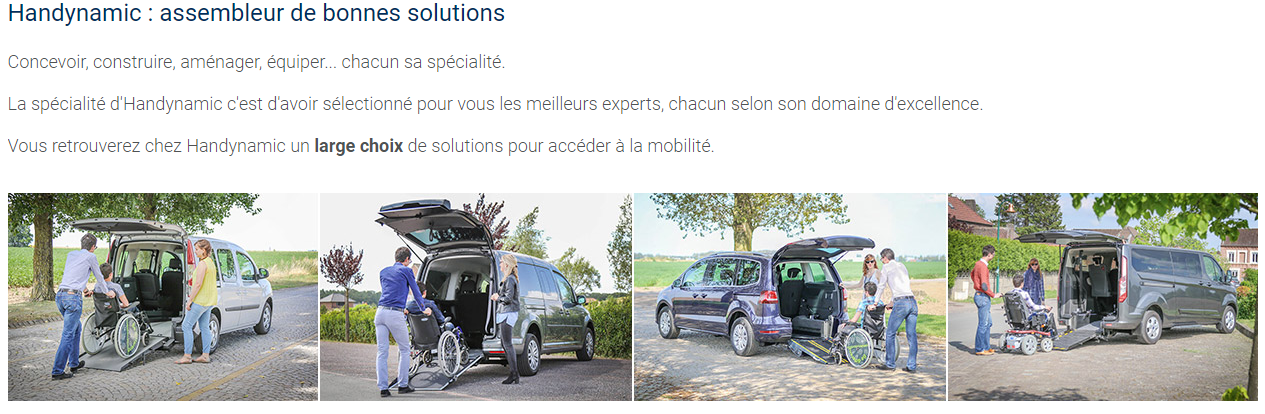 Handynamic : assembleur de bonnes solutions
Concevoir, construire, aménager, équiper... chacun sa spécialité.
La spécialité d'Handynamic c'est d'avoir sélectionné pour vous les meilleurs experts, chacun selon son domaine d'excellence.
Vous retrouverez chez Handynamic un large choix de solutions pour accéder à la mobilité.